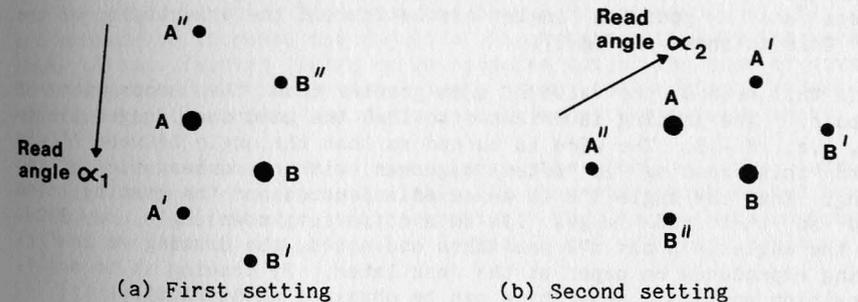 A″
B″
A
B
Read
angle ∝₁
A′
B′
(a) First setting
Read
angle ∝₂
A′
A
B′
A″
B
B″
(b) Second setting